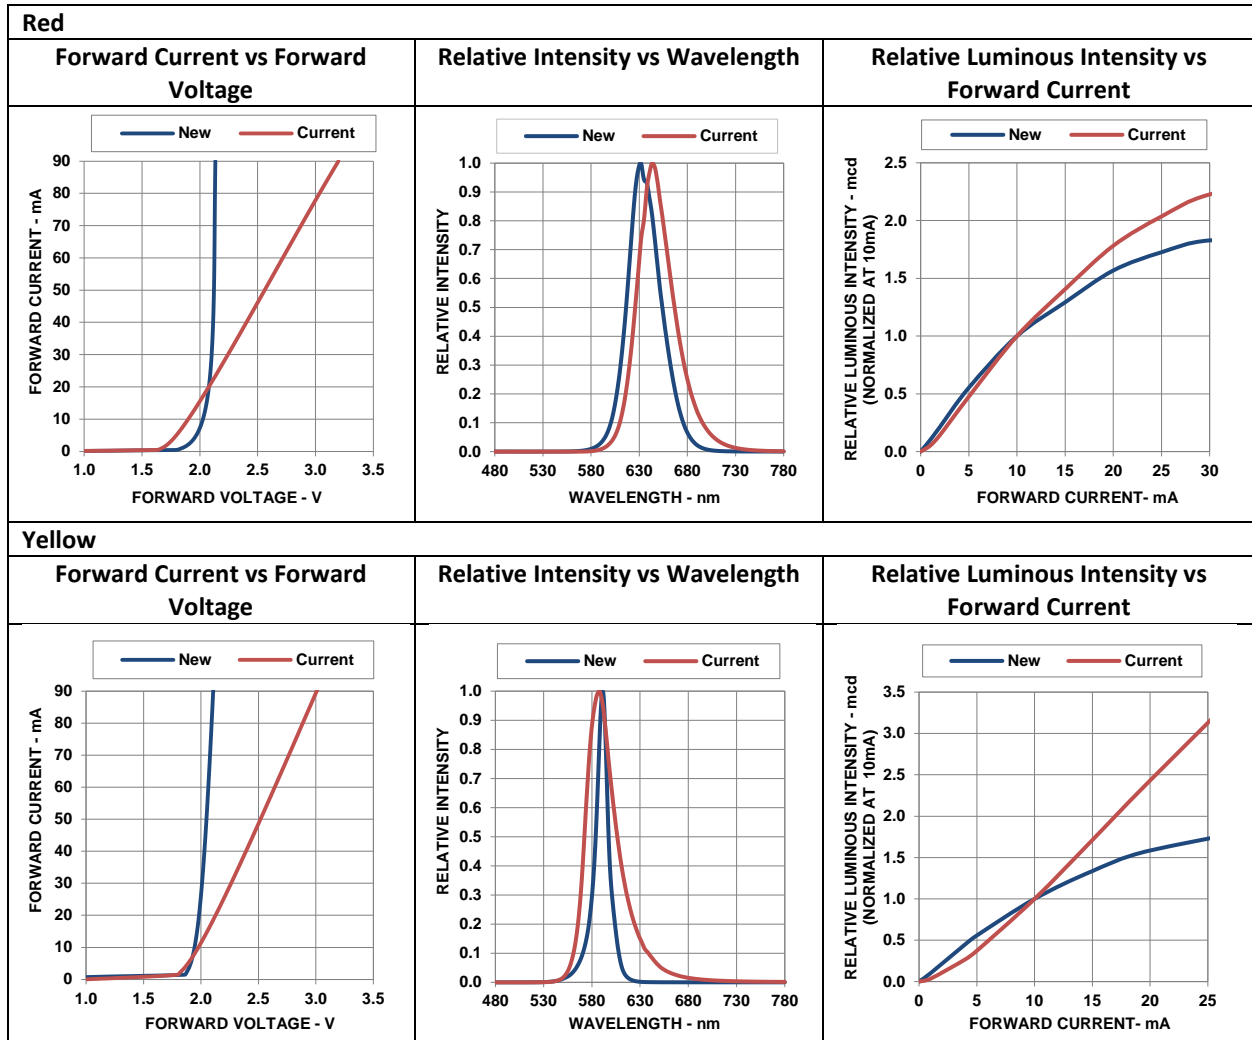 Red
Forward Current vs Forward
Voltage
Relative Intensity vs Wavelength
Relative Luminous Intensity vs
Forward Current
New Current
FORWARD CURRENT - mA
90
80
70
60
50
40
30
20
10
0
1.0 1.5 2.0 2.5 3.0 3.5
FORWARD VOLTAGE - V
New Current
RELATIVE INTENSITY
1.0
0.9
0.8
0.7
0.6
0.5
0.4
0.3
0.2
0.1
0.0
480 530 580 630 680 730 780
WAVELENGTH - nm
New Current
RELATIVE LUMINOUS INTENSITY - mcd
(NORMALIZED AT 10mA)
2.5
2.0
1.5
1.0
0.5
0.0
0 5 10 15 20 25 30
FORWARD CURRENT- mA
Yellow
Forward Current vs Forward
Voltage
Relative Intensity vs Wavelength
Relative Luminous Intensity vs
Forward Current
New Current
FORWARD CURRENT - mA
90
80
70
60
50
40
30
20
10
0
1.0 1.5 2.0 2.5 3.0 3.5
FORWARD VOLTAGE - V
New Current
RELATIVE INTENSITY
1.0
0.9
0.8
0.7
0.6
0.5
0.4
0.3
0.2
0.1
0.0
480 530 580 630 680 730 780
WAVELENGTH - nm
New Current
RELATIVE LUMINOUS INTENSITY - mcd
(NORMALIZED AT 10mA)
3.5
3.0
2.5
2.0
1.5
1.0
0.5
0.0
0 5 10 15 20 25
FORWARD CURRENT- mA